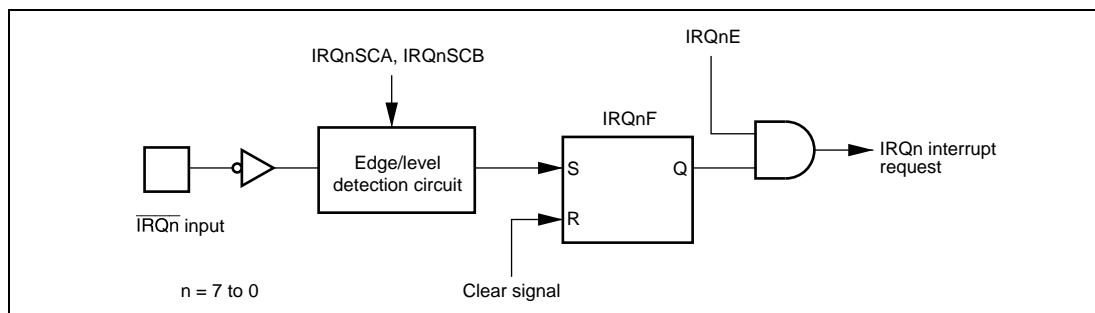 IRQnE
IRQnSCA, IRQnSCB
IRQnF
Edge/level
detection circuit
S
Q
IRQn interrupt
request
R
IRQn input
n = 7 to 0
Clear signal